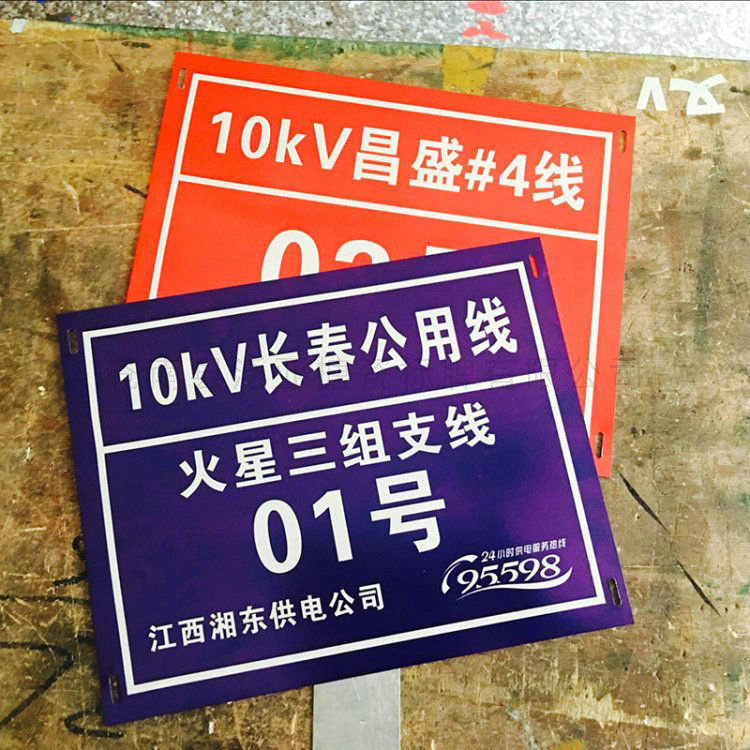 10kV昌盛#4线
10kV长春公用线
火星三组支线
01号
24小时供电服务热线
95598
江西湘东供电公司